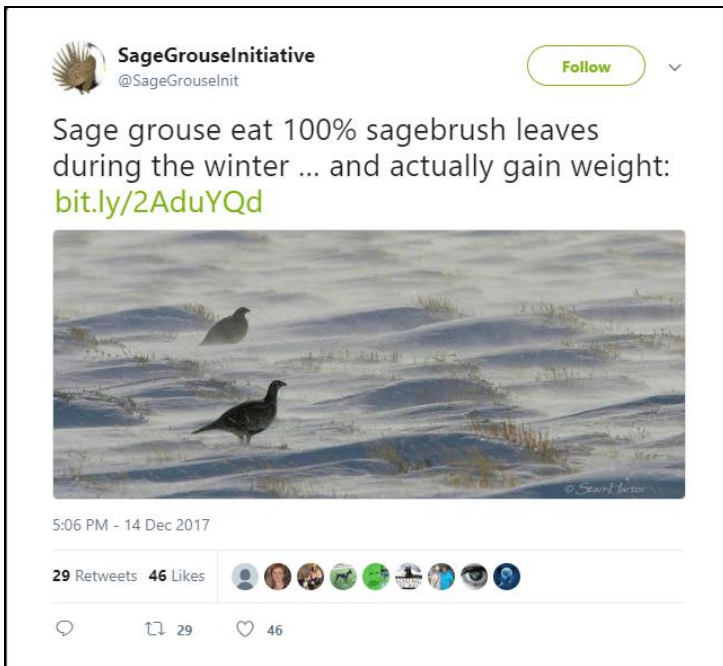 SageGrouseInitiative
@SageGrouseInit
Follow
Sage grouse eat 100% sagebrush leaves
during the winter ... and actually gain weight:
bit.ly/2AduYQd
5:06 PM - 14 Dec 2017
29 Retweets 46 Likes
29 46